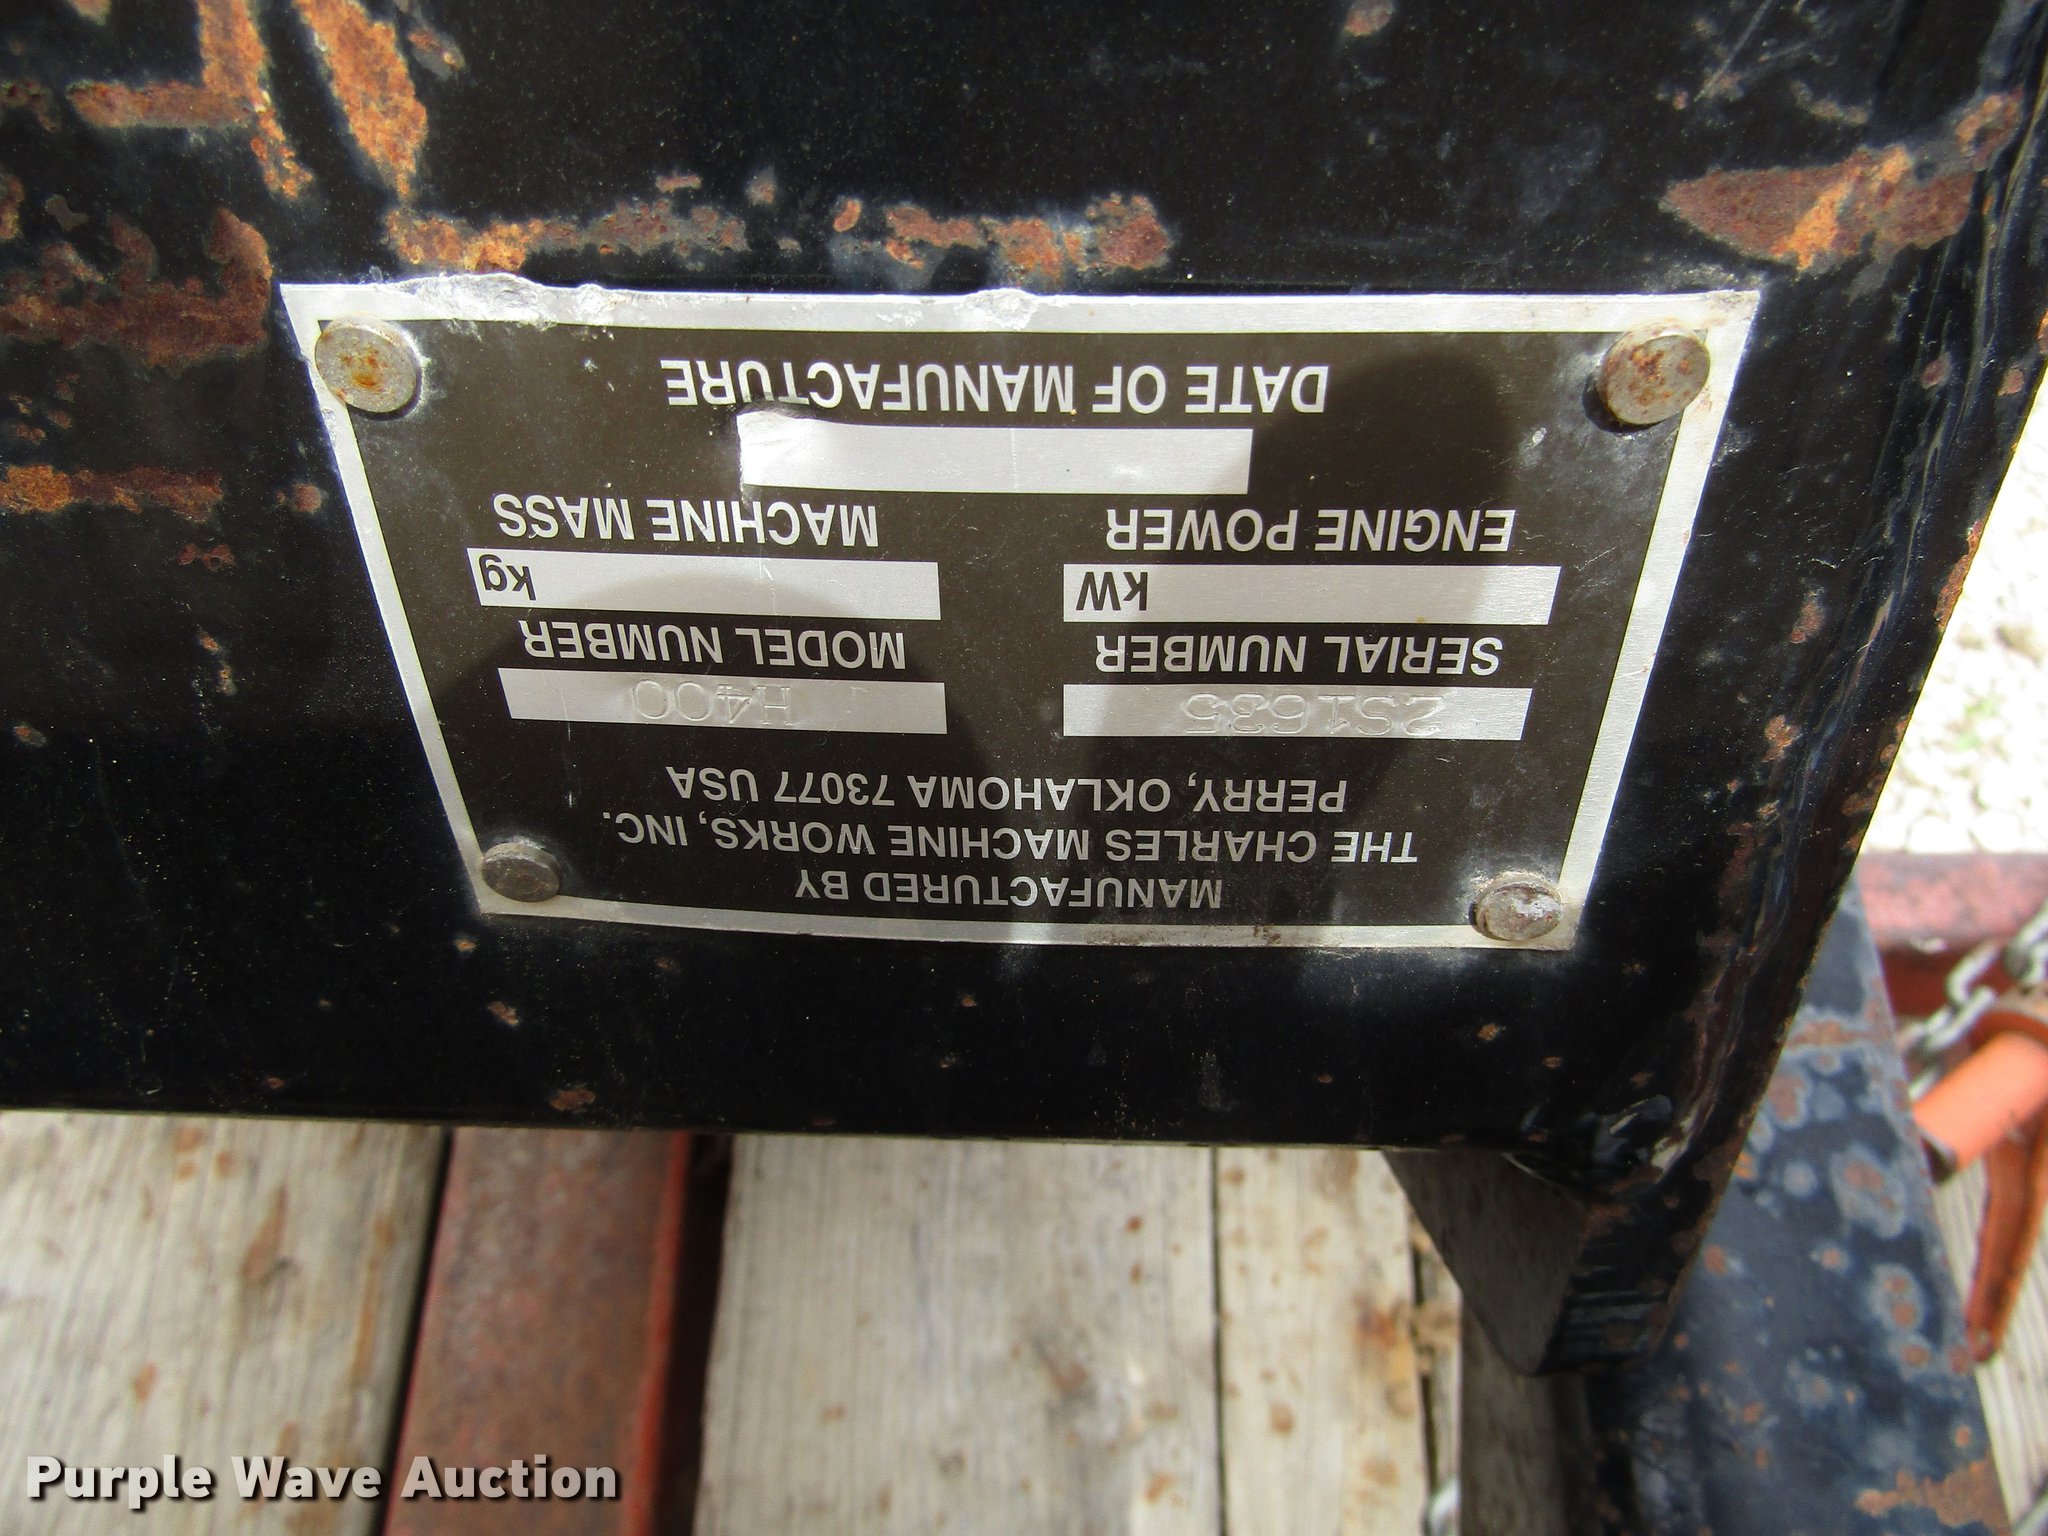 MANUFACTURED BY
THE CHARLES MACHINE WORKS, INC.
PERRY, OKLAHOMA 73077 USA
2S1635 H400
SERIAL NUMBER MODEL NUMBER
kW kg
ENGINE POWER MACHINE MASS
DATE OF MANUFACTURE
Purple Wave Auction